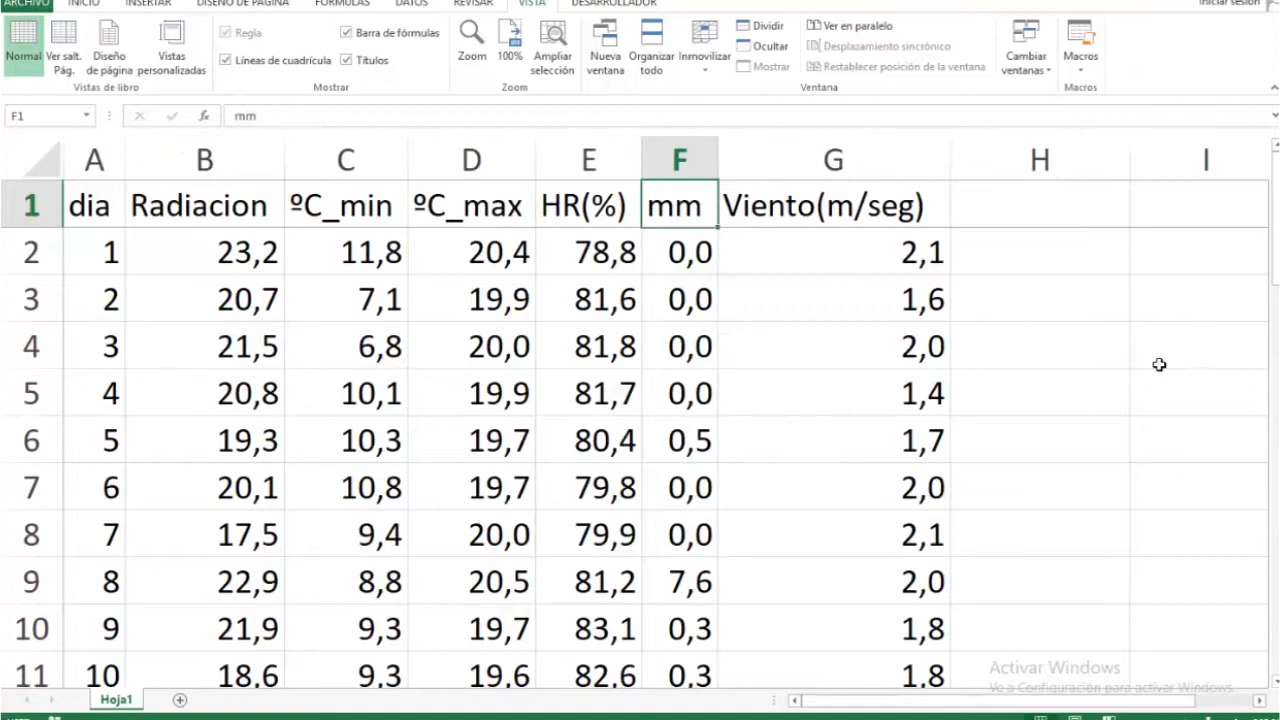 ARCHIVO INICIO INSERTAR DISEÑO DE PÁGINA FÓRMULAS DATOS REVISAR VISTA DESARROLLADOR Iniciar sesión
Normal
Ver salt. Pág.
Diseño de página
Vistas personalizadas
Vistas de libro
Regla
Barra de fórmulas
Líneas de cuadrícula
Títulos
Mostrar
Zoom
100%
Ampliar selección
Zoom
Nueva ventana
Organizar todo
Inmovilizar
Dividir
Ocultar
Mostrar
Ver en paralelo
Desplazamiento sincrónico
Restablecer posición de la ventana
Cambiar ventanas
Ventana
Macros
Macros
F1 fx mm
A B C D E F G H I
1 dia Radiacion ºC_min ºC_max HR(%) mm Viento(m/seg)
2 1 23,2 11,8 20,4 78,8 0,0 2,1
3 2 20,7 7,1 19,9 81,6 0,0 1,6
4 3 21,5 6,8 20,0 81,8 0,0 2,0
5 4 20,8 10,1 19,9 81,7 0,0 1,4
6 5 19,3 10,3 19,7 80,4 0,5 1,7
7 6 20,1 10,8 19,7 79,8 0,0 2,0
8 7 17,5 9,4 20,0 79,9 0,0 2,1
9 8 22,9 8,8 20,5 81,2 7,6 2,0
10 9 21,9 9,3 19,7 83,1 0,3 1,8
11 10 18,6 9,3 19,6 82,6 0,3 1,8
Activar Windows
Ve a Configuración para activar Windows.
Hoja1